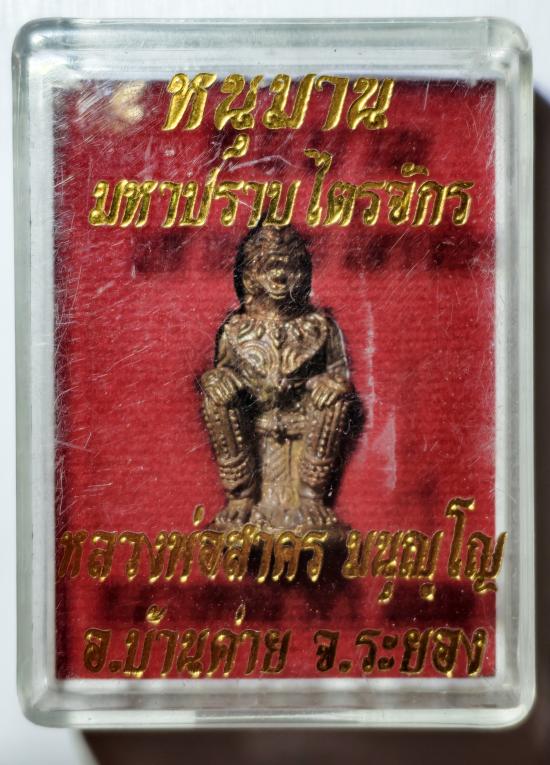 หนุมาน
มหาปราบไตรจักร
หลวงพ่อสาคร มนุญฺโญ
อ.บ้านค่าย จ.ระยอง